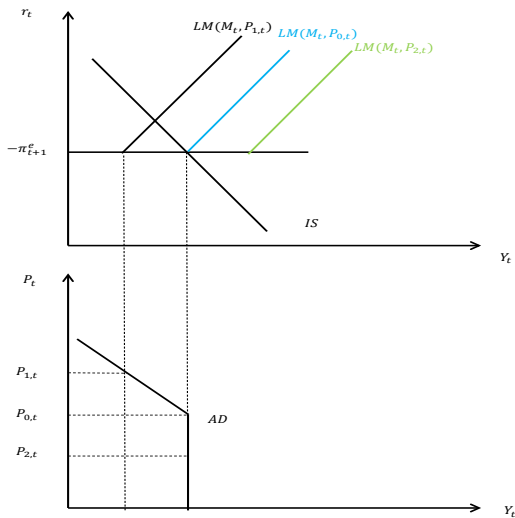 r_t
LM(M_t, P_{1,t})
LM(M_t, P_{0,t})
LM(M_t, P_{2,t})
−π^e_{t+1}
IS
Y_t
P_t
P_{1,t}
P_{0,t}
AD
P_{2,t}
Y_t